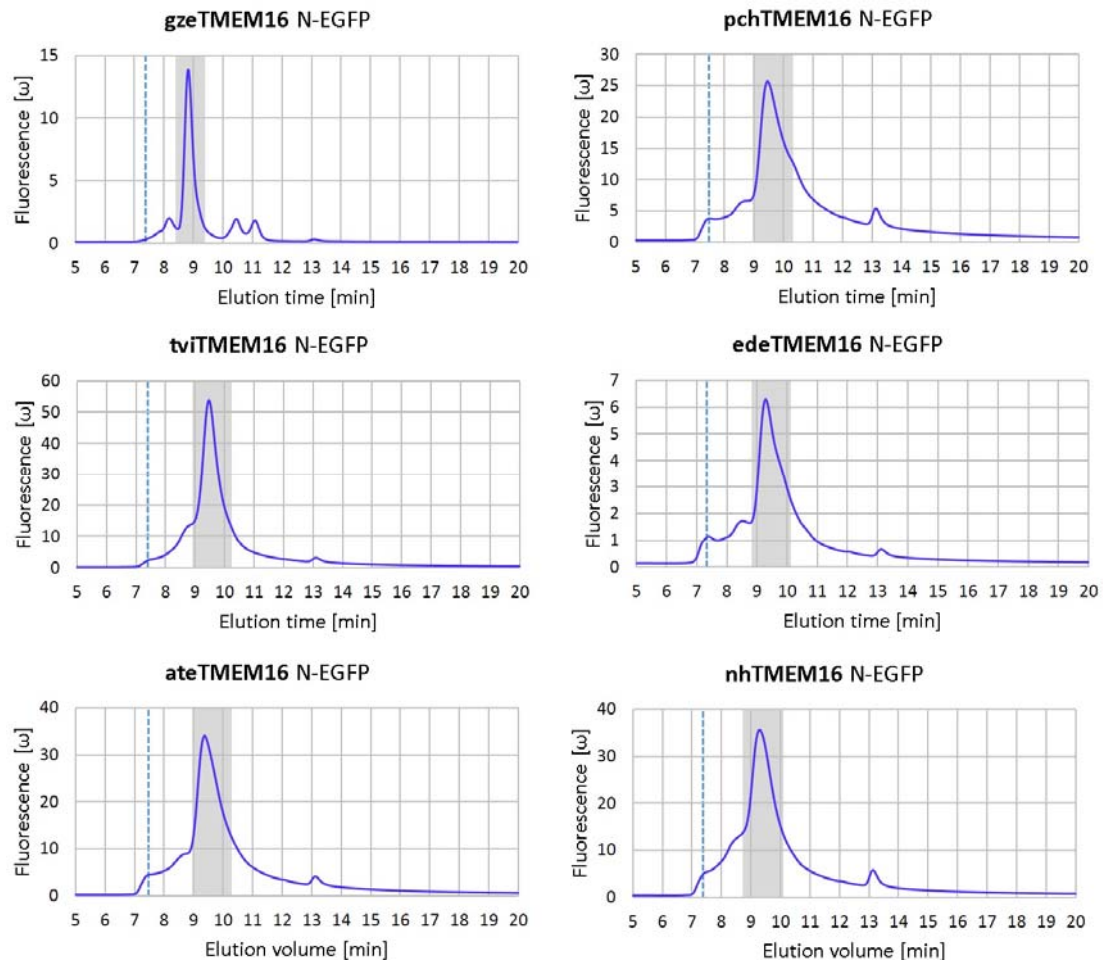 gzeTMEM16 N-EGFP
15
10
5
0
Fluorescence [ω]
5 6 7 8 9 10 11 12 13 14 15 16 17 18 19 20
Elution time [min]
pchTMEM16 N-EGFP
30
25
20
15
10
5
0
Fluorescence [ω]
5 6 7 8 9 10 11 12 13 14 15 16 17 18 19 20
Elution time [min]
tviTMEM16 N-EGFP
60
50
40
30
20
10
0
Fluorescence [ω]
5 6 7 8 9 10 11 12 13 14 15 16 17 18 19 20
Elution time [min]
edeTMEM16 N-EGFP
7
6
5
4
3
2
1
0
Fluorescence [ω]
5 6 7 8 9 10 11 12 13 14 15 16 17 18 19 20
Elution time [min]
ateTMEM16 N-EGFP
40
30
20
10
0
Fluorescence [ω]
5 6 7 8 9 10 11 12 13 14 15 16 17 18 19 20
Elution volume [min]
nhTMEM16 N-EGFP
40
30
20
10
0
Fluorescence [ω]
5 6 7 8 9 10 11 12 13 14 15 16 17 18 19 20
Elution volume [min]